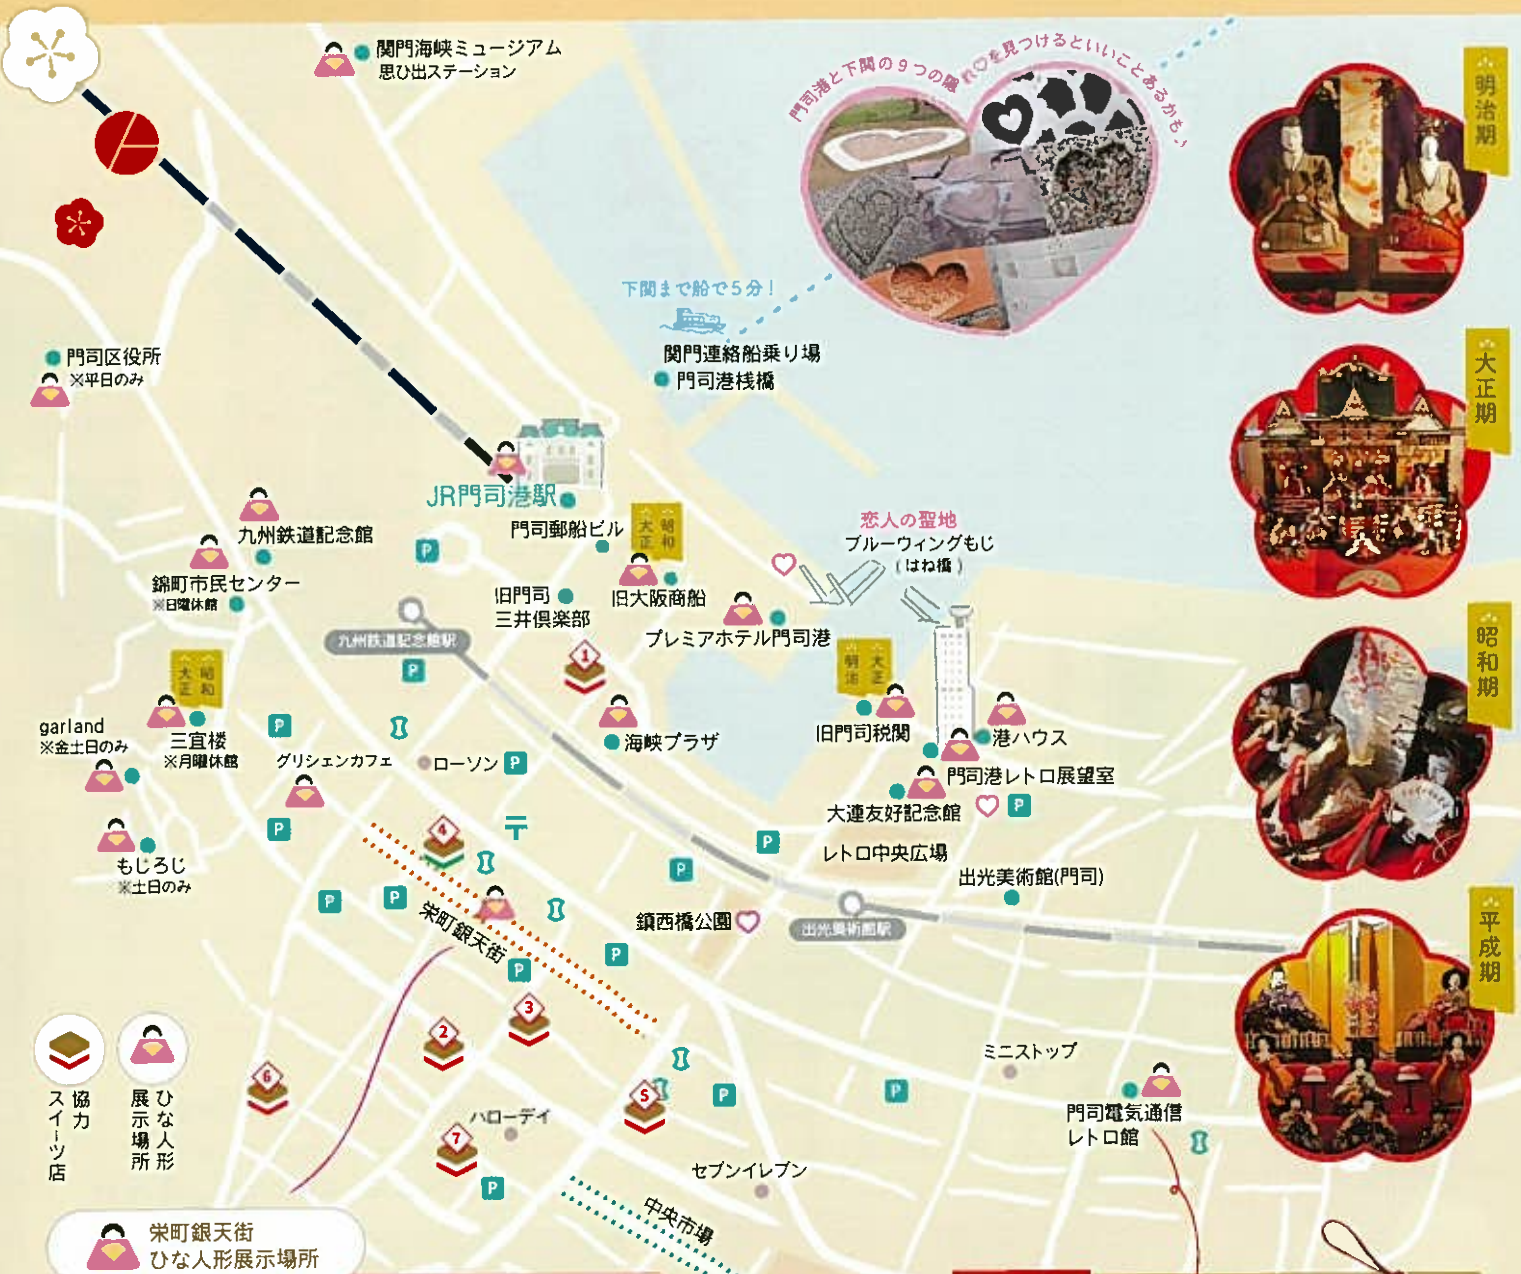 関門海峡ミュージアム
思ひ出ステーション
門司港と下関の9つの隠れ♡を見つけるといいことあるかも♪
明治期
下関まで船で5分!
関門連絡船乗り場
門司港桟橋
門司区役所
※平日のみ
大正期
JR門司港駅
九州鉄道記念館
錦町市民センター
※日曜休館
門司郵船ビル
大正
昭和
旧門司
三井倶楽部
旧大阪商船
プレミアホテル門司港
恋人の聖地
ブルーウィングもじ
(はね橋)
昭和期
九州鉄道記念館駅
P
P
1
大正
昭和
三宜楼
※月曜休館
garland
※金土日のみ
P
グリシェンカフェ
ローソン
P
海峡プラザ
明治
大正
旧門司税関
港ハウス
門司港レトロ展望室
大連友好記念館
P
もじろじ
※土日のみ
P
4
〒
P
P
レトロ中央広場
出光美術館(門司)
平成期
P
P
栄町銀天街
P
P
鎮西橋公園
出光美術館駅
3
2
6
5
P
P
ミニストップ
門司電気通信
レトロ館
協力
スイーツ店
ひな人形
展示場所
ハローデイ
7
P
セブンイレブン
中央市場
栄町銀天街
ひな人形展示場所